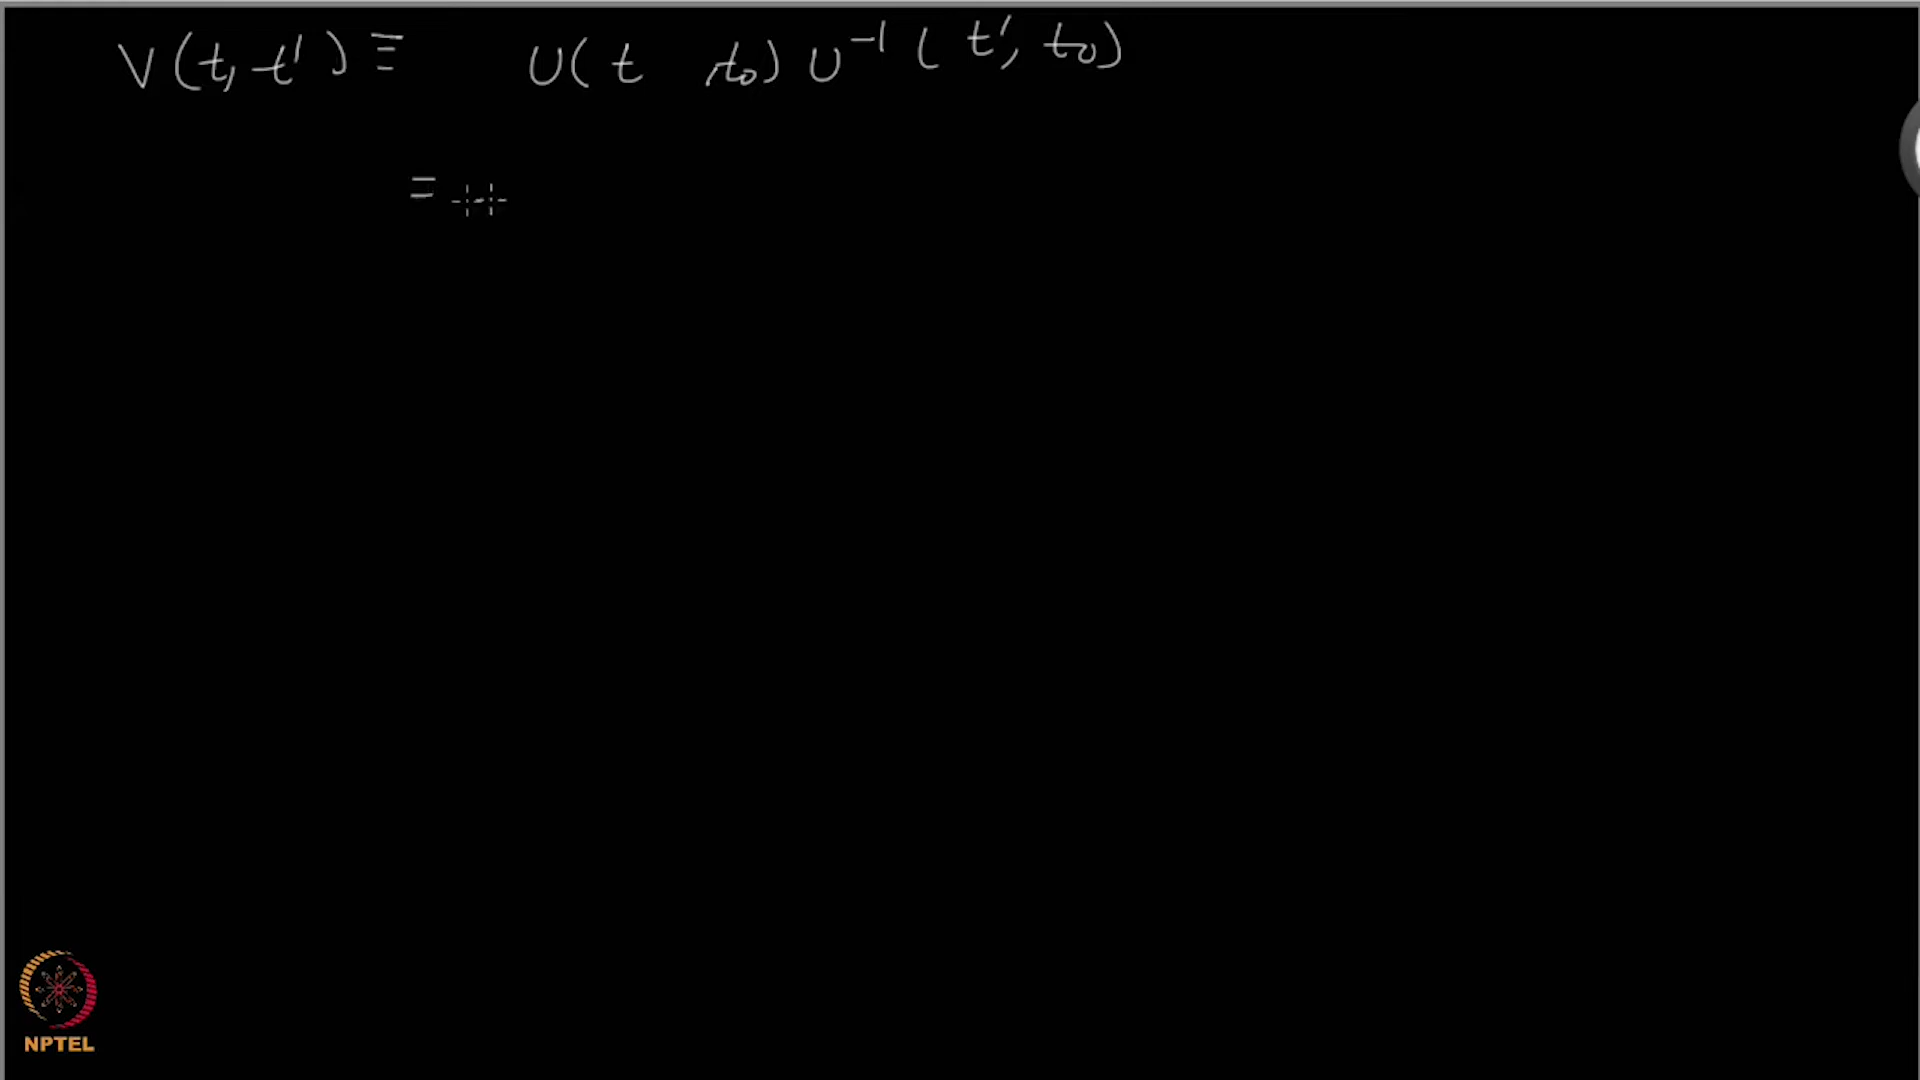 V(t, t') ≡ U(t , t₀) U⁻¹(t', t₀)
=
NPTEL